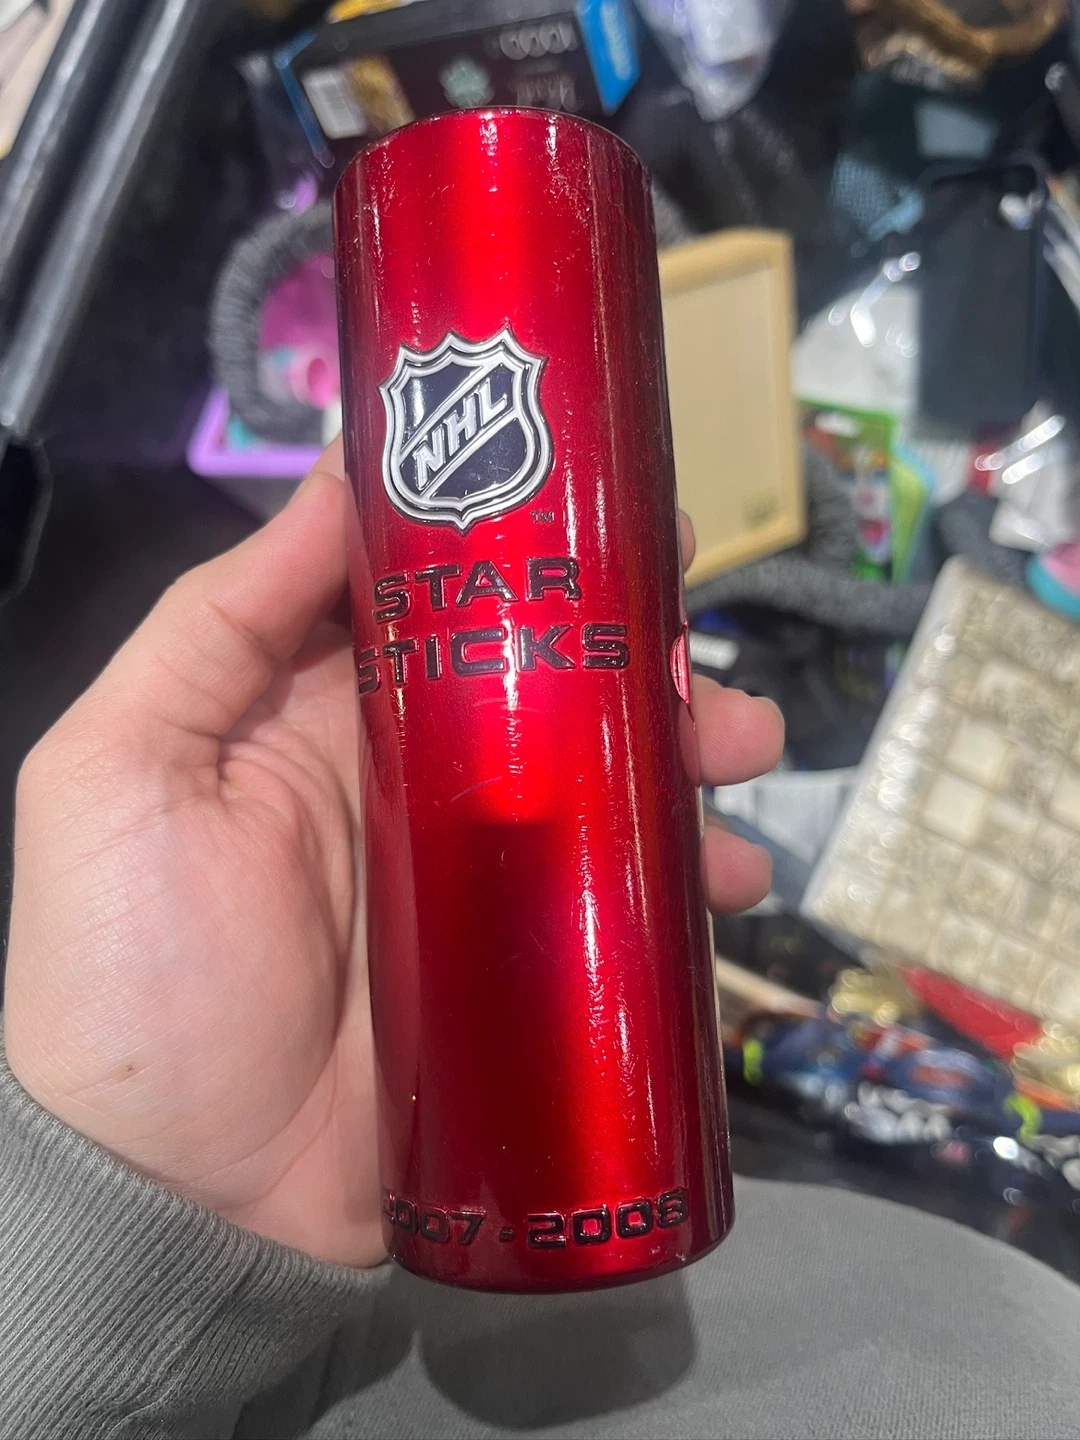 NHL
TM
STAR
STICKS
2007-2008